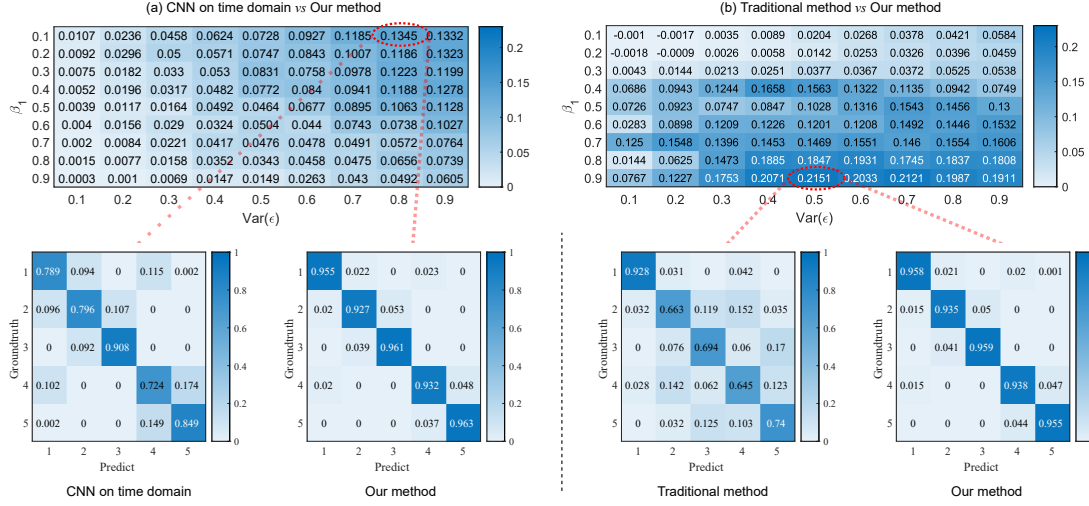 (a) CNN on time domain vs Our method
0.1 0.0107 0.0236 0.0458 0.0624 0.0728 0.0927 0.1185 0.1345 0.1332
0.2 0.0092 0.0296 0.05 0.0571 0.0747 0.0843 0.107 0.1186 0.1323
0.3 0.0075 0.0182 0.033 0.053 0.0831 0.0758 0.0978 0.1223 0.1199
0.4 0.0052 0.0196 0.0317 0.0492 0.0772 0.084 0.0941 0.1188 0.1278
0.5 0.0039 0.0117 0.0164 0.0492 0.0464 0.0677 0.0895 0.1063 0.1128
0.6 0.004 0.0156 0.029 0.0324 0.0504 0.044 0.0743 0.0738 0.1027
0.7 0.002 0.0084 0.0221 0.0417 0.0476 0.0478 0.0491 0.0572 0.0764
0.8 0.0015 0.0077 0.0158 0.0352 0.0343 0.0458 0.0475 0.0656 0.0739
0.9 0.0003 0.001 0.0069 0.0147 0.0149 0.0263 0.043 0.0492 0.0605
0.1 0.2 0.3 0.4 0.5 0.6 0.7 0.8 0.9
β1
Var(ϵ)
0.2
0.15
0.1
0.05
0
(b) Traditional method vs Our method
0.1 -0.001 -0.0017 0.0035 0.0089 0.0204 0.0268 0.0378 0.0421 0.0584
0.2 -0.0018 -0.0009 0.0026 0.0058 0.0142 0.0253 0.0326 0.0396 0.0459
0.3 0.0043 0.0144 0.0213 0.0251 0.0377 0.0367 0.0372 0.0525 0.0538
0.4 0.0686 0.0943 0.1244 0.1658 0.1563 0.1322 0.1135 0.0942 0.0749
0.5 0.0726 0.0923 0.0747 0.0847 0.1028 0.1316 0.1543 0.1456 0.13
0.6 0.0283 0.0898 0.1209 0.1226 0.1201 0.1208 0.1492 0.1446 0.1532
0.7 0.125 0.1548 0.1396 0.1453 0.1469 0.1551 0.146 0.1554 0.1606
0.8 0.0144 0.0625 0.1473 0.1885 0.1847 0.1931 0.1745 0.1837 0.1808
0.9 0.0767 0.1227 0.1753 0.2071 0.2151 0.2033 0.2121 0.1987 0.1911
0.1 0.2 0.3 0.4 0.5 0.6 0.7 0.8 0.9
β1
Var(ϵ)
0.2
0.15
0.1
0.05
0
Groundtruth
1 0.789 0.094 0 0.115 0.002
2 0.096 0.796 0.107 0 0
3 0 0.092 0.908 0 0
4 0.102 0 0 0.724 0.174
5 0.002 0 0 0.149 0.849
1 2 3 4 5
Predict
1
0.8
0.6
0.4
0.2
0
CNN on time domain
1 0.955 0.022 0 0.023 0
2 0.02 0.927 0.053 0 0
3 0 0.039 0.961 0 0
4 0.02 0 0 0.932 0.048
5 0 0 0 0.037 0.963
1 2 3 4 5
Predict
1
0.8
0.6
0.4
0.2
0
Our method
Groundtruth
1 0.928 0.031 0 0.042 0
2 0.032 0.663 0.119 0.152 0.035
3 0 0.076 0.694 0.06 0.17
4 0.028 0.142 0.062 0.645 0.123
5 0 0.032 0.125 0.103 0.74
1 2 3 4 5
Predict
1
0.8
0.6
0.4
0.2
0
Traditional method
1 0.958 0.021 0 0.02 0.001
2 0.015 0.935 0.05 0 0
3 0 0.041 0.959 0 0
4 0.015 0 0 0.938 0.047
5 0 0 0 0.044 0.955
1 2 3 4 5
Predict
Our method